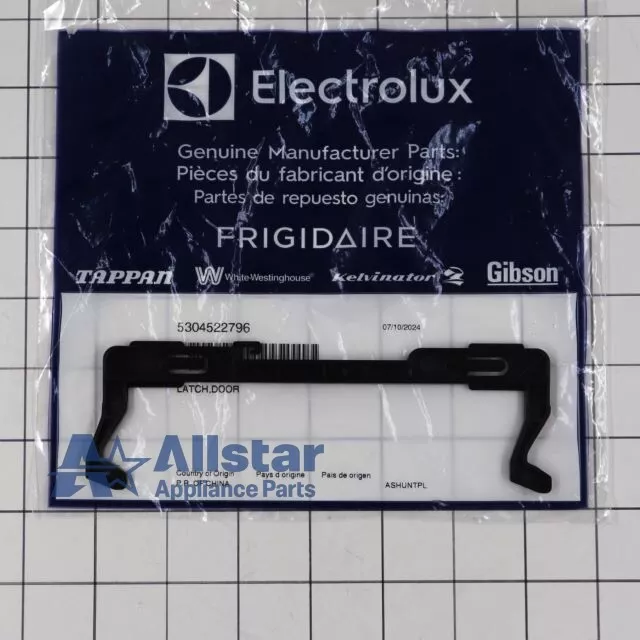 Electrolux
Genuine Manufacturer Parts:
Pièces du fabricant d'origine:
Partes de repuesto genuinas:
FRIGIDAIRE
TAPPAN White-Westinghouse Kelvinator Gibson
5304522796 07/10/2024
LATCH,DOOR
Allstar
Appliance Parts
Country of Origin Pays d origine Pais de origen
P.R. OF CHINA ASHUNTPL